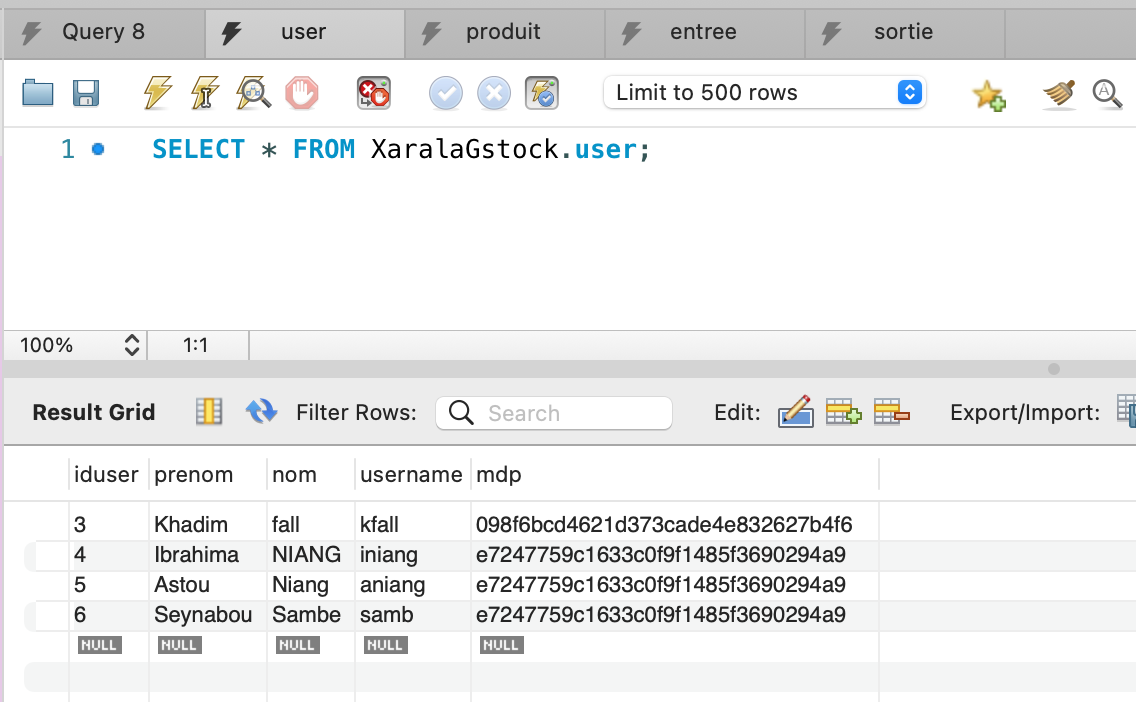 Query 8 user produit entree sortie
Limit to 500 rows
1 SELECT * FROM XaralaGstock.user;
100% 1:1
Result Grid Filter Rows: Search Edit: Export/Import:
iduser prenom nom username mdp
3 Khadim fall kfall 098f6bcd4621d373cade4e832627b4f6
4 Ibrahima NIANG iniang e7247759c1633c0f9f1485f3690294a9
5 Astou Niang aniang e7247759c1633c0f9f1485f3690294a9
6 Seynabou Sambe samb e7247759c1633c0f9f1485f3690294a9
NULL NULL NULL NULL NULL